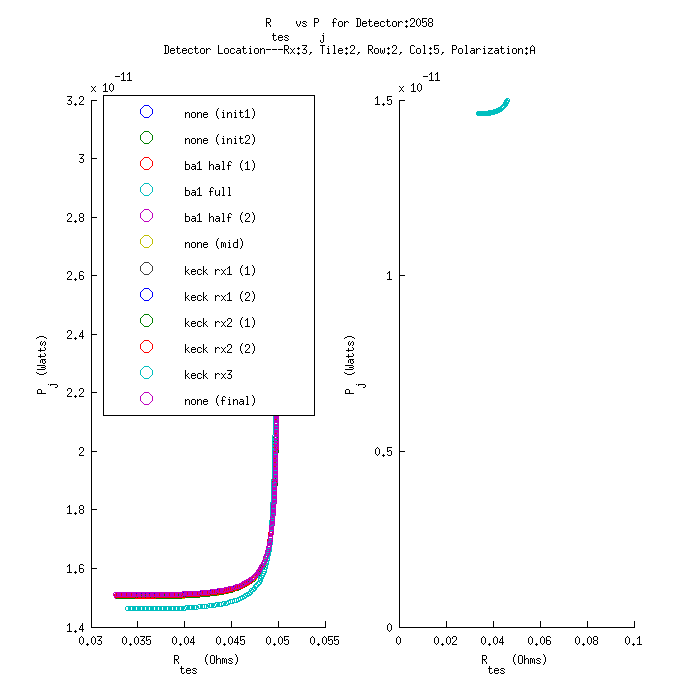 R tes vs P j for Detector:2058
Detector Location---Rx:3, Tile:2, Row:2, Col:5, Polarization:A
x 10^-11
3.2
3
2.8
2.6
2.4
2.2
2
1.8
1.6
1.4
P j (Watts)
none (init1)
none (init2)
ba1 half (1)
ba1 full
ba1 half (2)
none (mid)
keck rx1 (1)
keck rx1 (2)
keck rx2 (1)
keck rx2 (2)
keck rx3
none (final)
0.03 0.035 0.04 0.045 0.05 0.055
R tes (Ohms)
x 10^-11
1.5
1
0.5
0
P j (Watts)
0 0.02 0.04 0.06 0.08 0.1
R tes (Ohms)